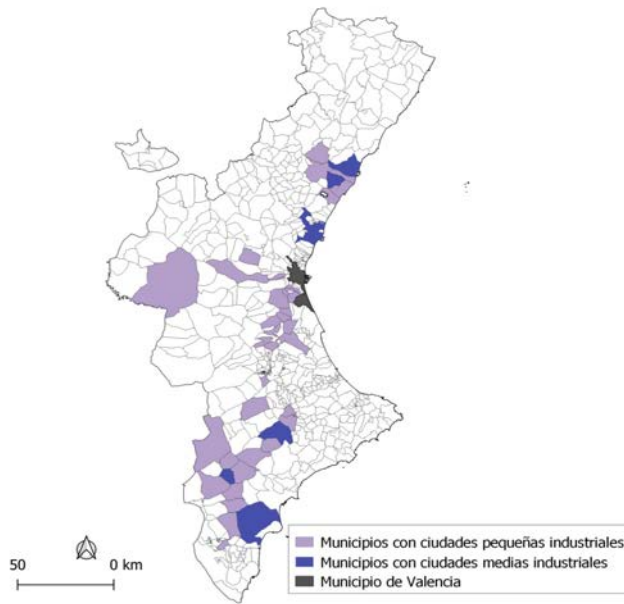 50 0 km
Municipios con ciudades pequeñas industriales
Municipios con ciudades medias industriales
Municipio de Valencia